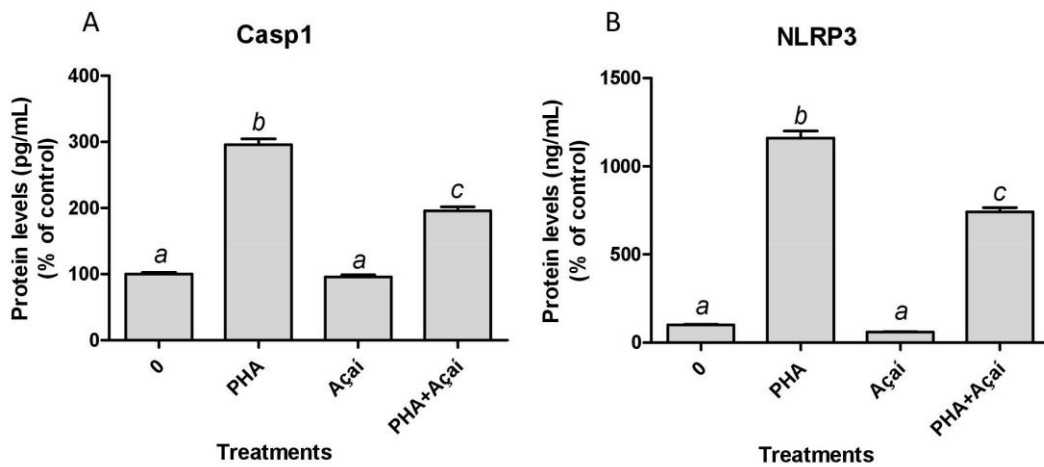 A
Casp1
Protein levels (pg/mL)
(% of control)
400
300
200
100
0
a
b
a
c
0
PHA
Açaí
PHA+Açaí
Treatments
B
NLRP3
Protein levels (ng/mL)
(% of control)
1500
1000
500
0
a
b
a
c
0
PHA
Açaí
PHA+Açaí
Treatments